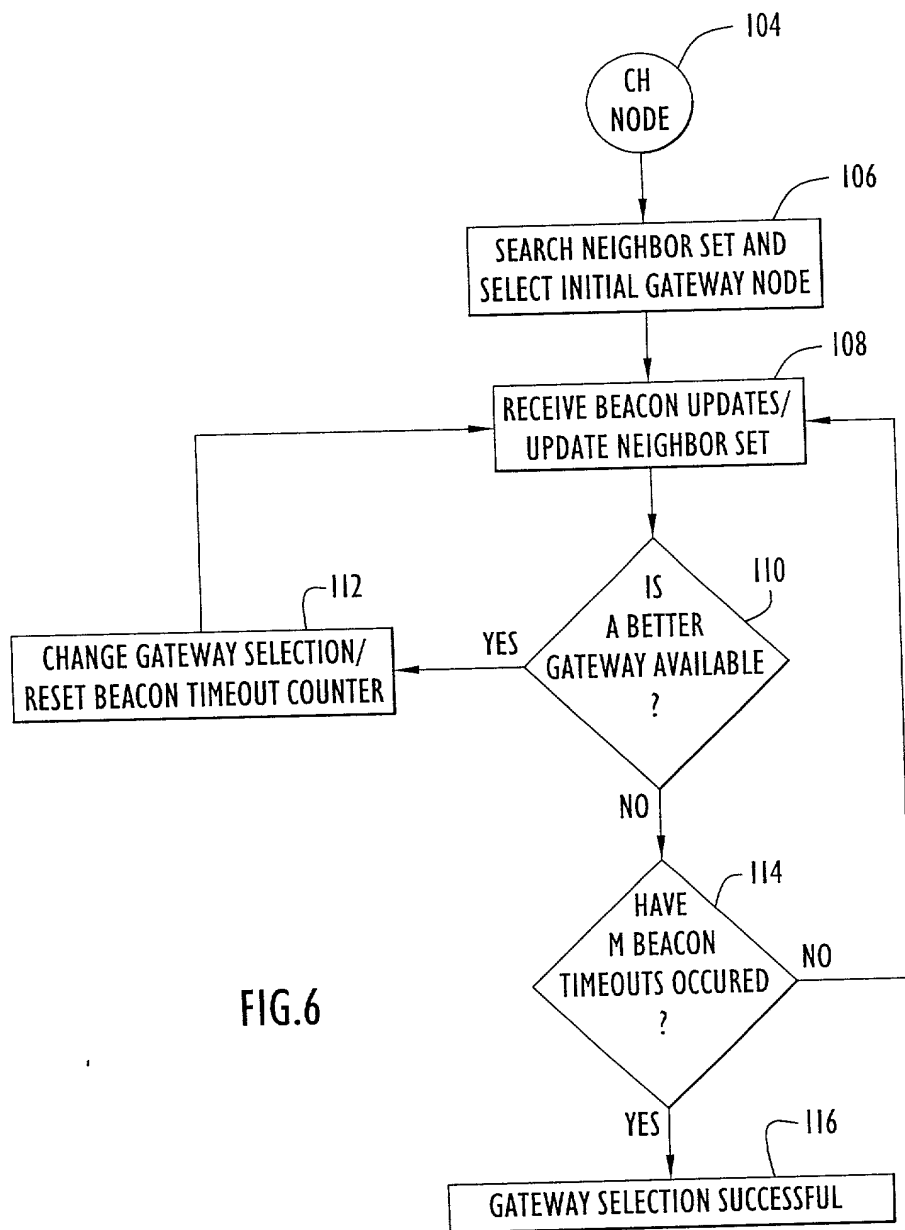 104
CH
NODE
106
SEARCH NEIGHBOR SET AND
SELECT INITIAL GATEWAY NODE
108
RECEIVE BEACON UPDATES/
UPDATE NEIGHBOR SET
110
IS
A BETTER
GATEWAY AVAILABLE
?
YES
112
CHANGE GATEWAY SELECTION/
RESET BEACON TIMEOUT COUNTER
NO
114
HAVE
M BEACON
TIMEOUTS OCCURED
?
NO
FIG.6
YES
116
GATEWAY SELECTION SUCCESSFUL